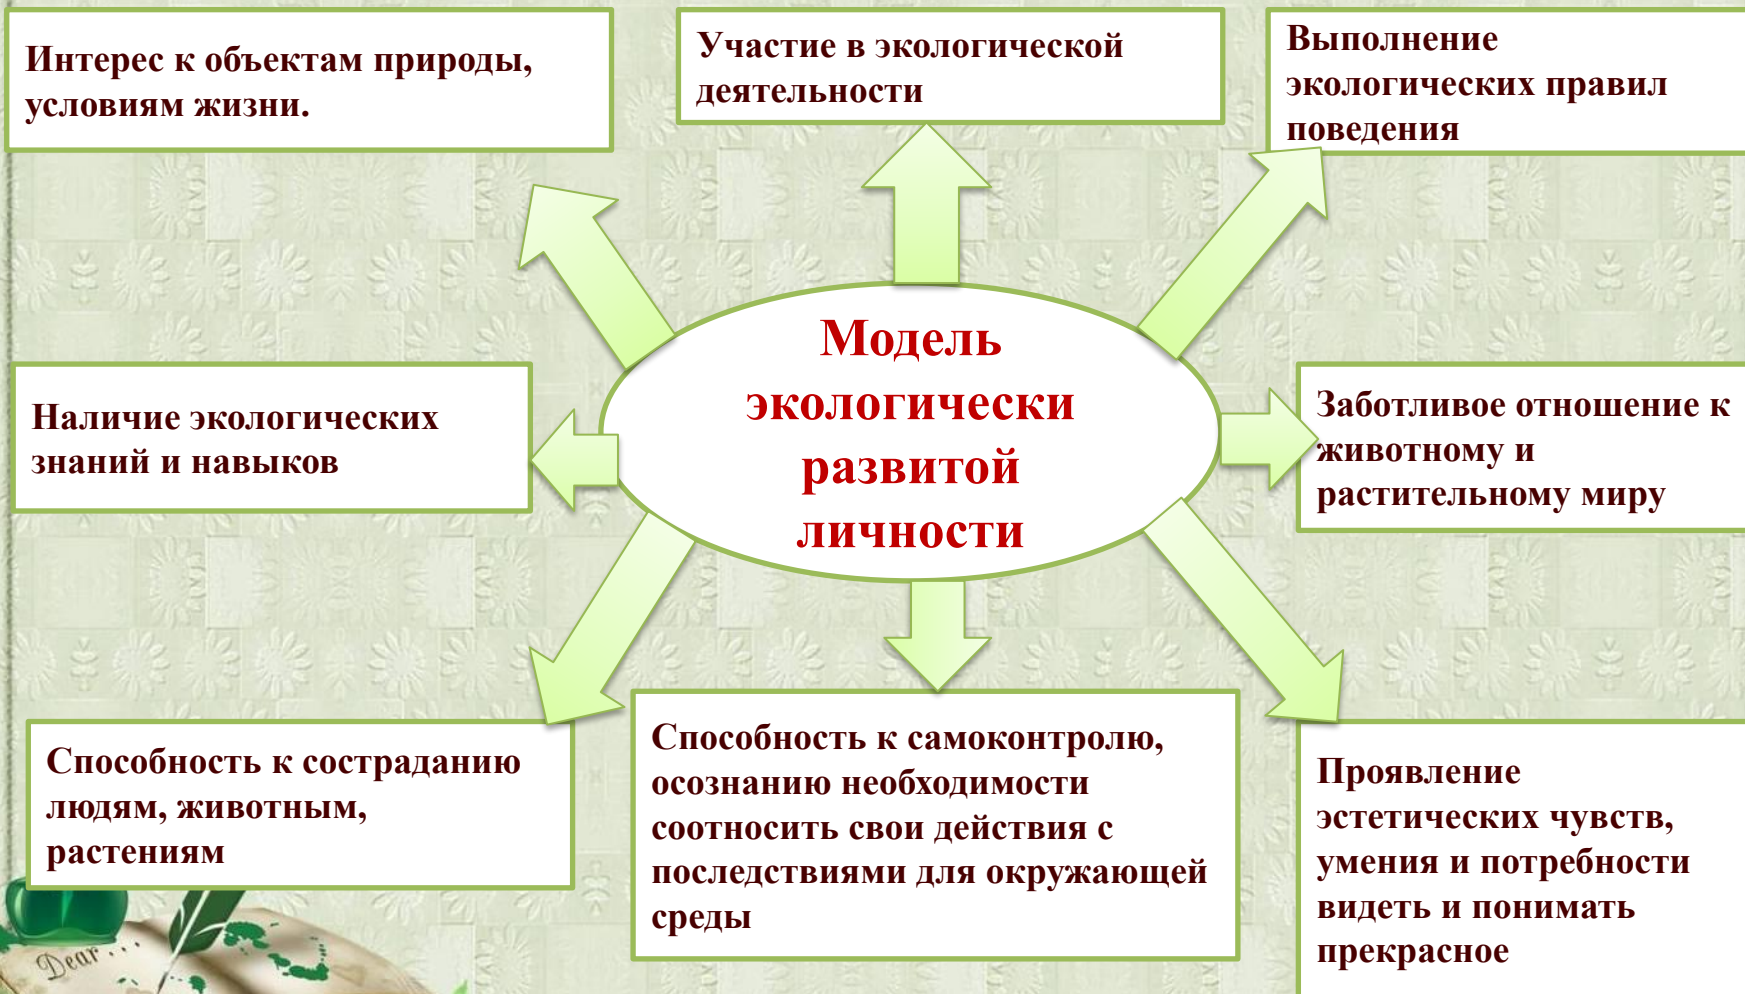 Интерес к объектам природы,
условиям жизни.
Участие в экологической
деятельности
Выполнение
экологических правил
поведения
Модель
экологически
развитой
личности
Наличие экологических
знаний и навыков
Заботливое отношение к
животному и
растительному миру
Способность к состраданию
людям, животным,
растениям
Способность к самоконтролю,
осознанию необходимости
соотносить свои действия с
последствиями для окружающей
среды
Проявление
эстетических чувств,
умения и потребности
видеть и понимать
прекрасное
Dear...